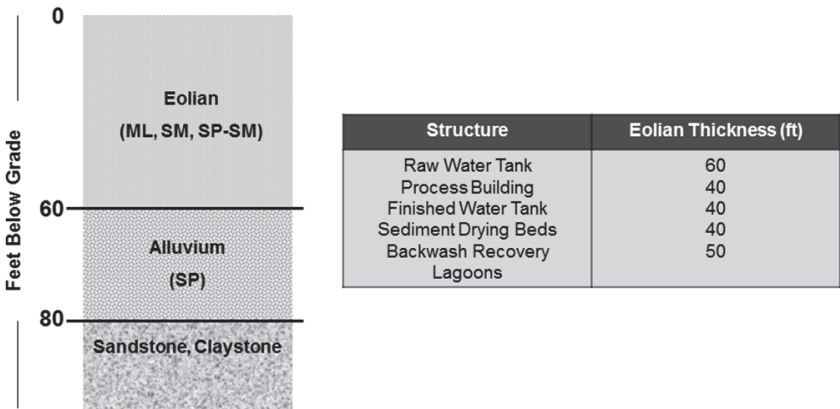 0
Feet Below Grade
Eolian
(ML, SM, SP-SM)
60
Alluvium
(SP)
80
Sandstone, Claystone
Structure Eolian Thickness (ft)
Raw Water Tank 60
Process Building 40
Finished Water Tank 40
Sediment Drying Beds 40
Backwash Recovery 50
Lagoons